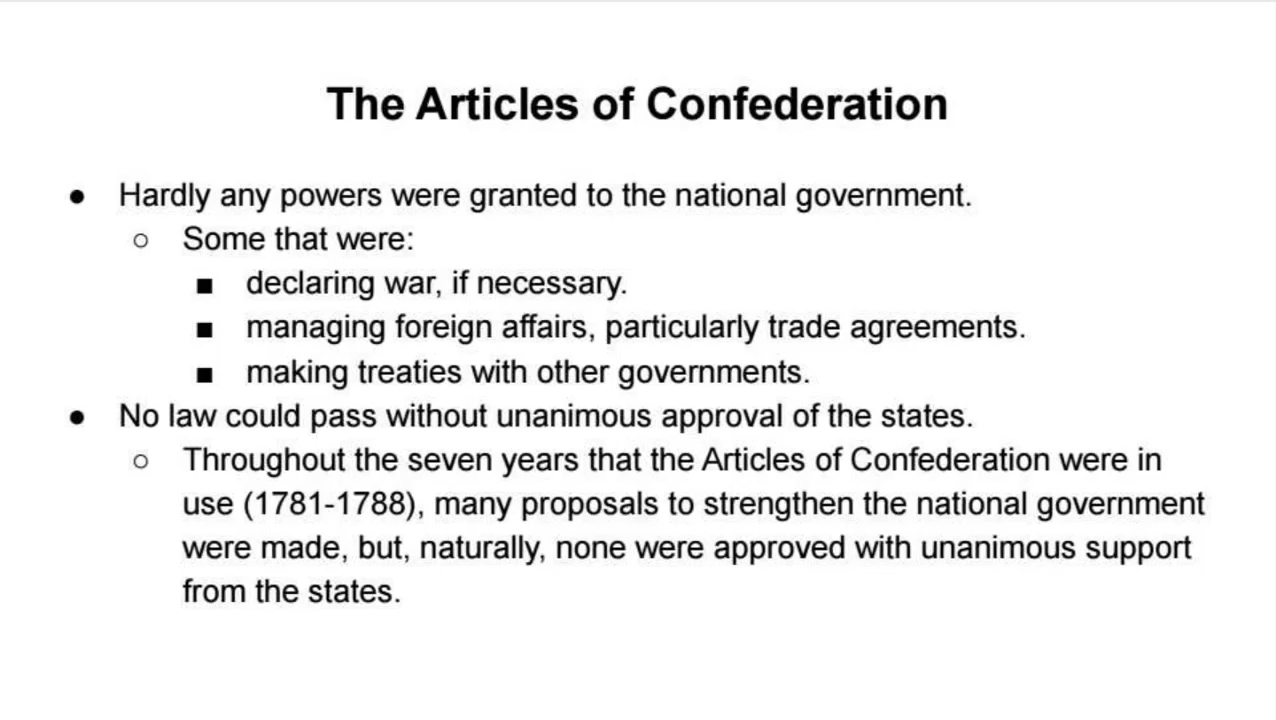 The Articles of Confederation
● Hardly any powers were granted to the national government.
○ Some that were:
■ declaring war, if necessary.
■ managing foreign affairs, particularly trade agreements.
■ making treaties with other governments.
● No law could pass without unanimous approval of the states.
○ Throughout the seven years that the Articles of Confederation were in
use (1781-1788), many proposals to strengthen the national government
were made, but, naturally, none were approved with unanimous support
from the states.